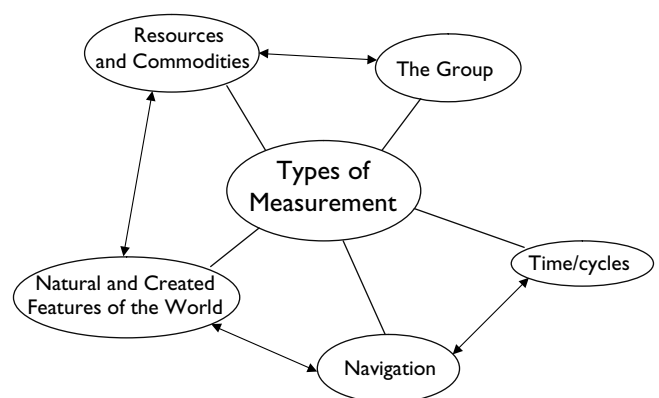 Resources
and Commodities
The Group
Types of
Measurement
Time/cycles
Natural and Created
Features of the World
Navigation